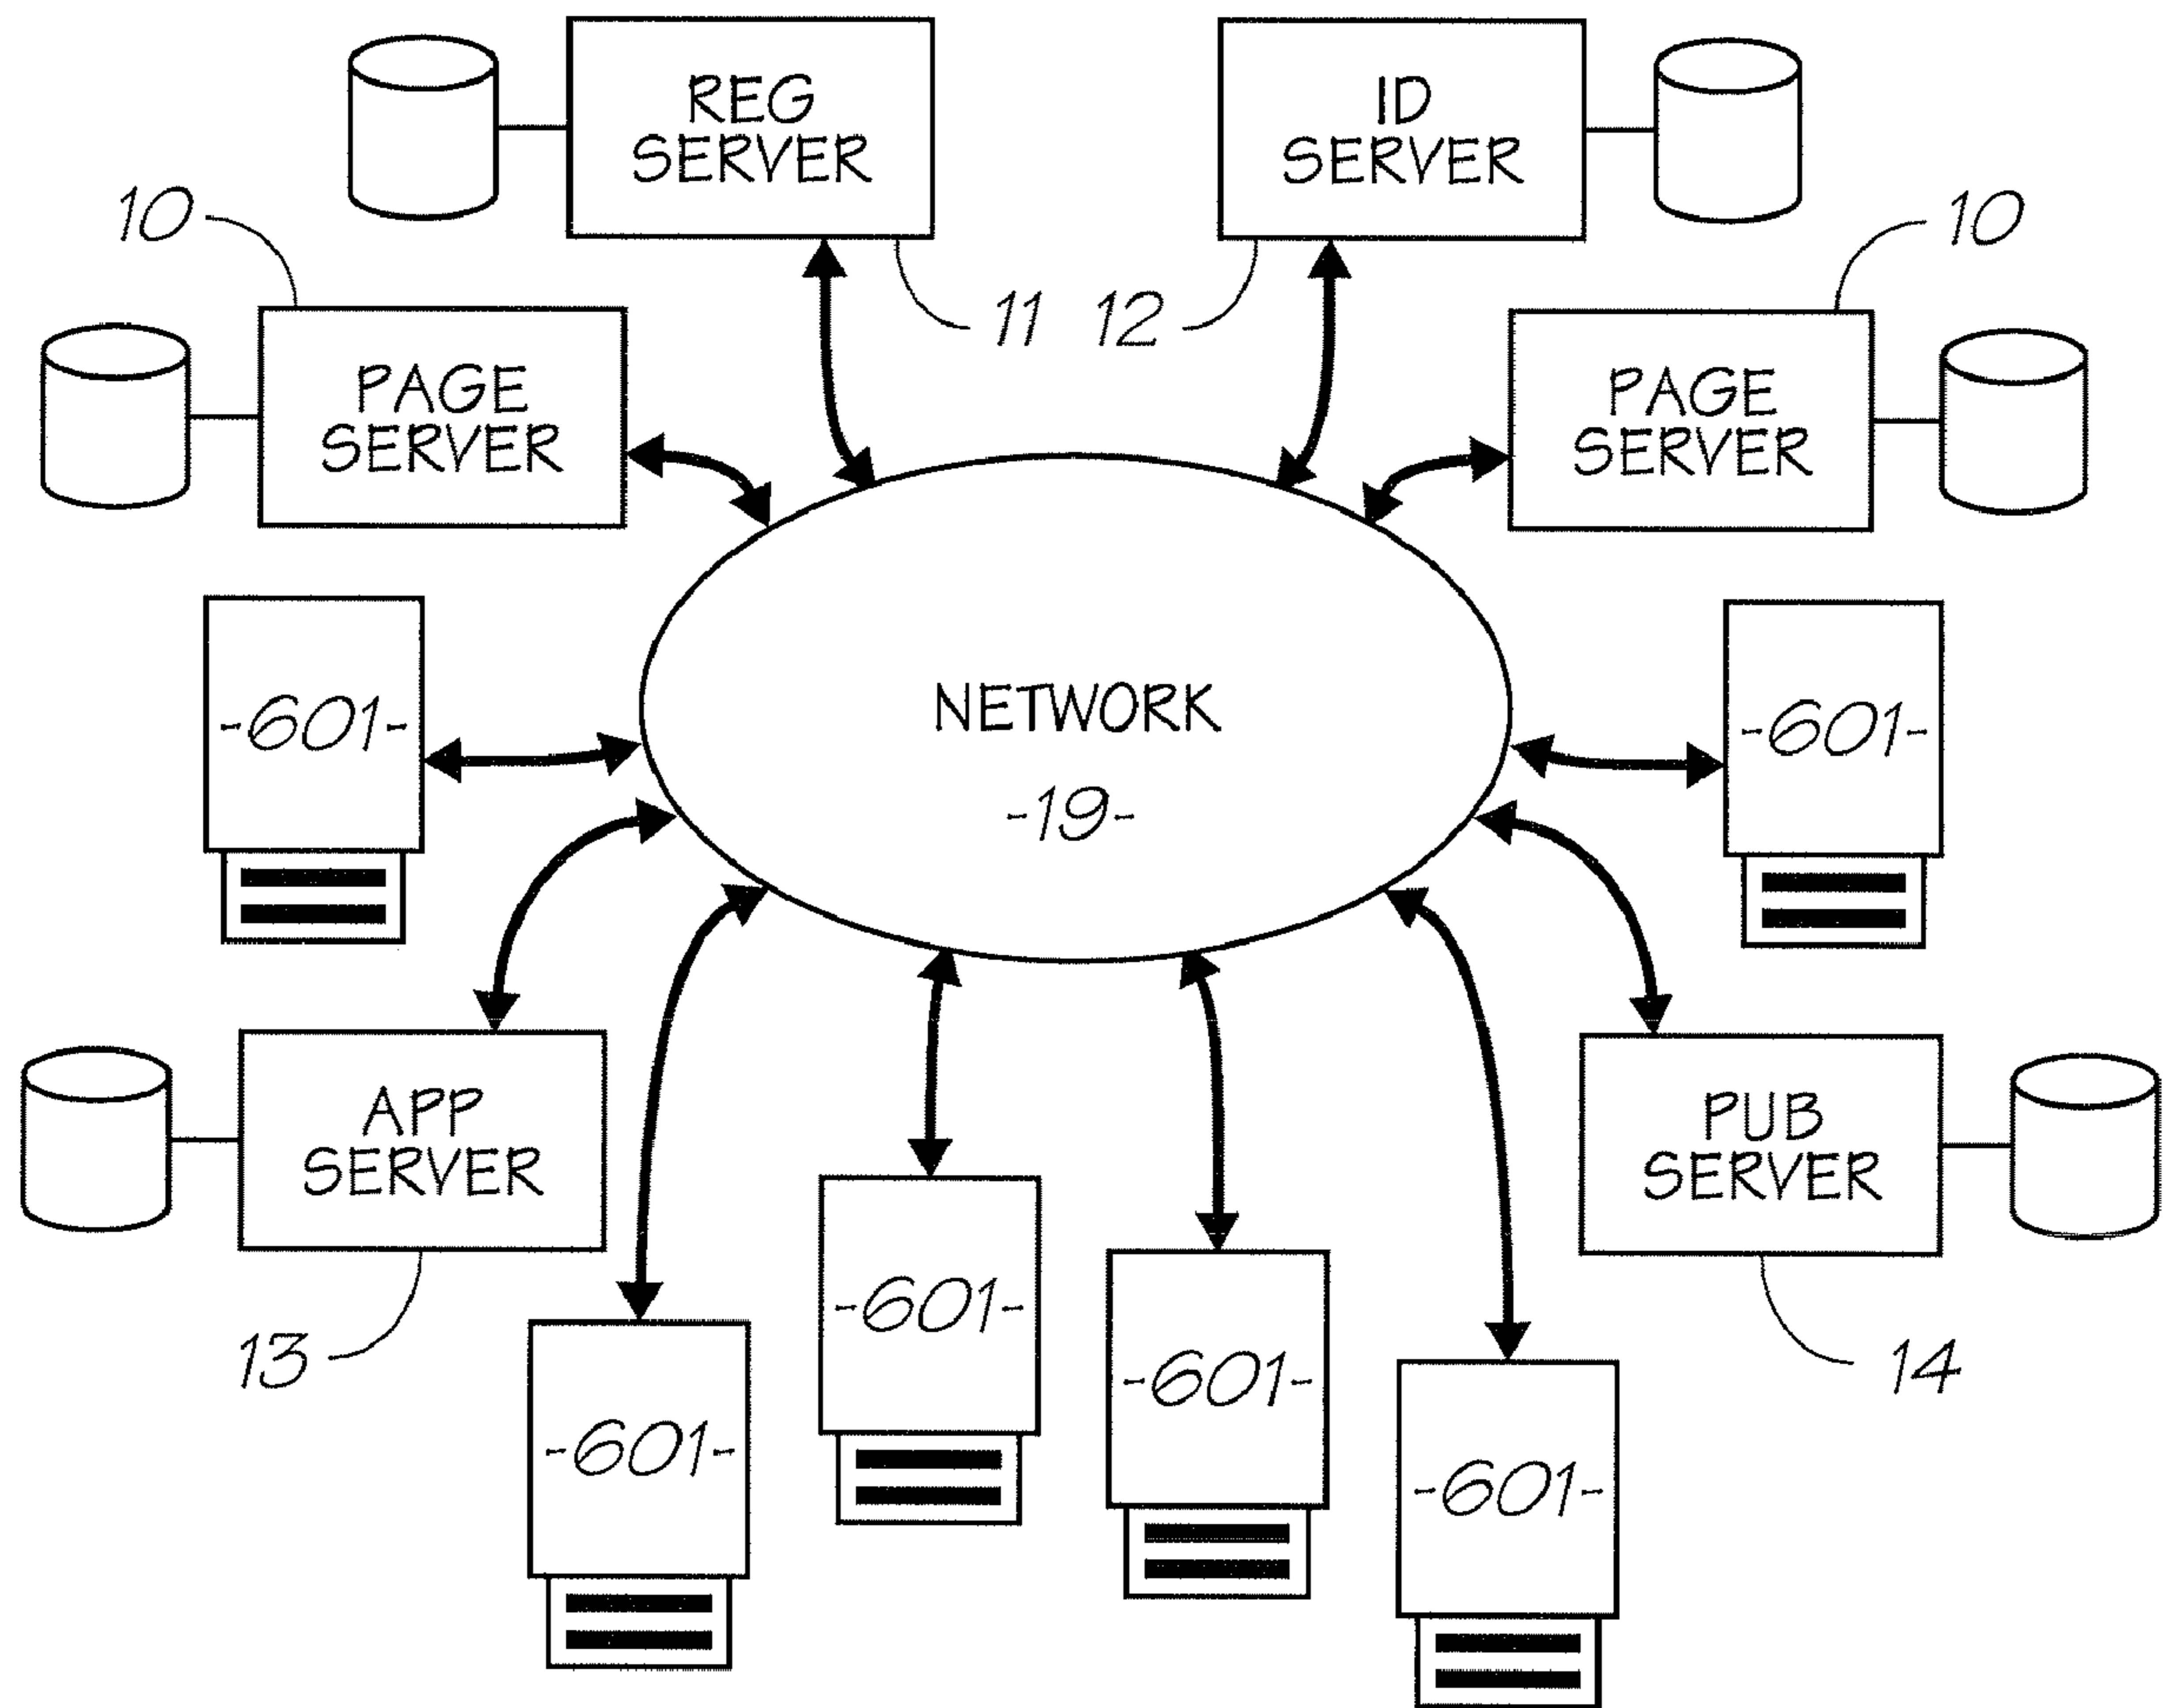 REG
SERVER
ID
SERVER
10
10
11
12
PAGE
SERVER
PAGE
SERVER
-601-
NETWORK
-19-
-601-
APP
SERVER
PUB
SERVER
13
-601-
-601-
-601-
-601-
14